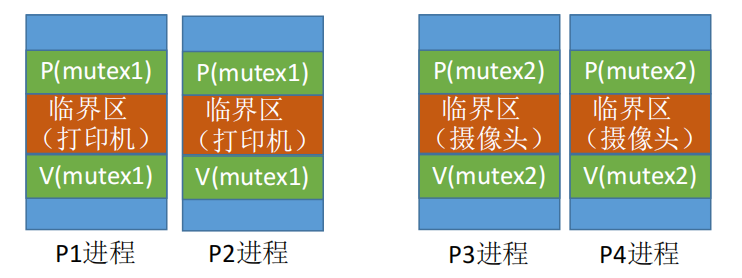 P(mutex1)
临界区
（打印机）
V(mutex1)
P1进程
P(mutex1)
临界区
（打印机）
V(mutex1)
P2进程
P(mutex2)
临界区
（摄像头）
V(mutex2)
P3进程
P(mutex2)
临界区
（摄像头）
V(mutex2)
P4进程